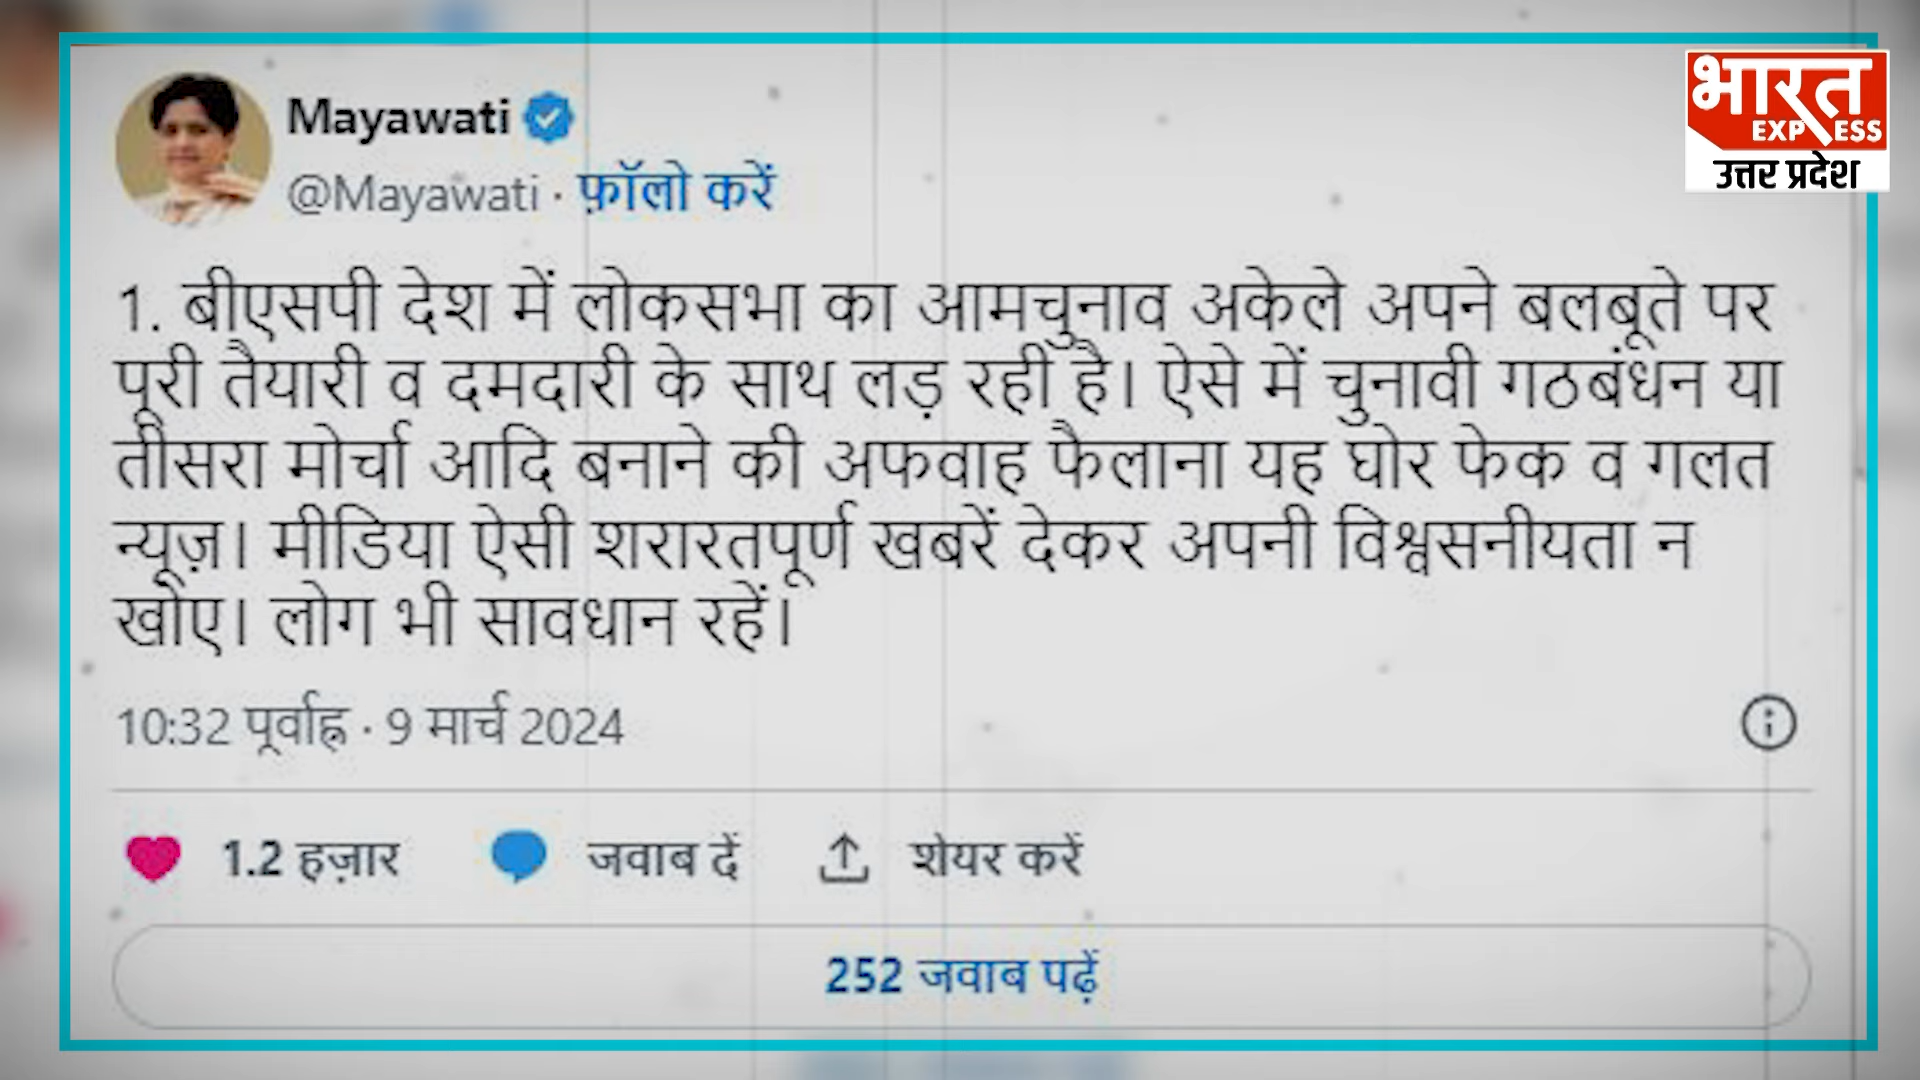 भारत
EXPRESS
उत्तर प्रदेश
Mayawati
@Mayawati · फ़ॉलो करें
1. बीएसपी देश में लोकसभा का आमचुनाव अकेले अपने बलबूते पर
पूरी तैयारी व दमदारी के साथ लड़ रही है। ऐसे में चुनावी गठबंधन या
तीसरा मोर्चा आदि बनाने की अफवाह फैलाना यह घोर फेक व गलत
न्यूज़। मीडिया ऐसी शरारतपूर्ण खबरें देकर अपनी विश्वसनीयता न
खोए। लोग भी सावधान रहें।
10:32 पूर्वाह्न · 9 मार्च 2024
1.2 हज़ार जवाब दें शेयर करें
252 जवाब पढ़ें